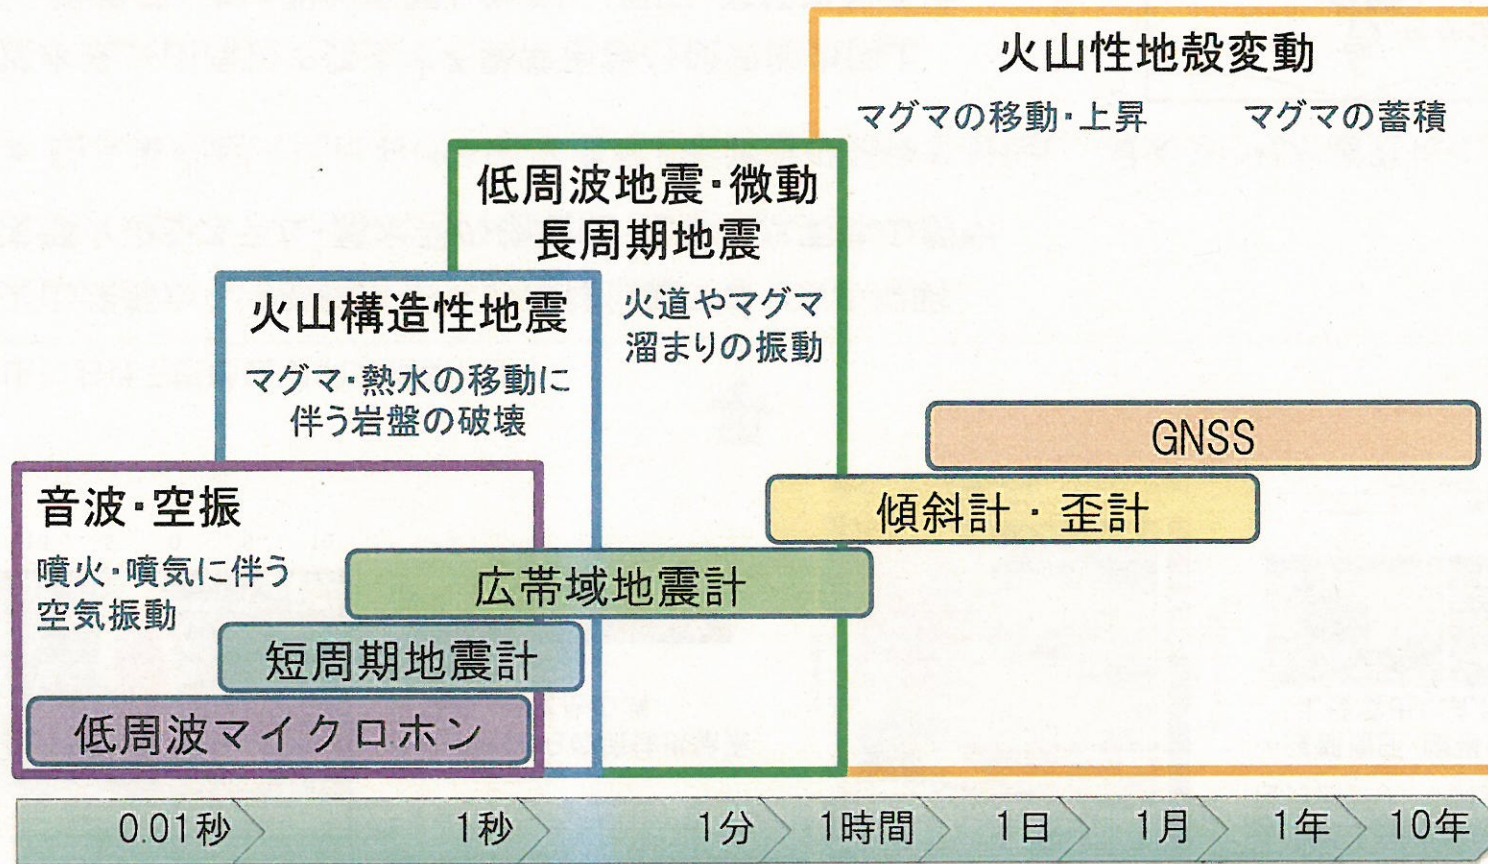 火山性地殻変動
マグマの移動・上昇 マグマの蓄積
低周波地震・微動
長周期地震
火道やマグマ
溜まりの振動
火山構造性地震
マグマ・熱水の移動に
伴う岩盤の破壊
音波・空振
噴火・噴気に伴う
空気振動
GNSS
傾斜計・歪計
広帯域地震計
短周期地震計
低周波マイクロホン
0.01秒 1秒 1分 1時間 1日 1月 1年 10年